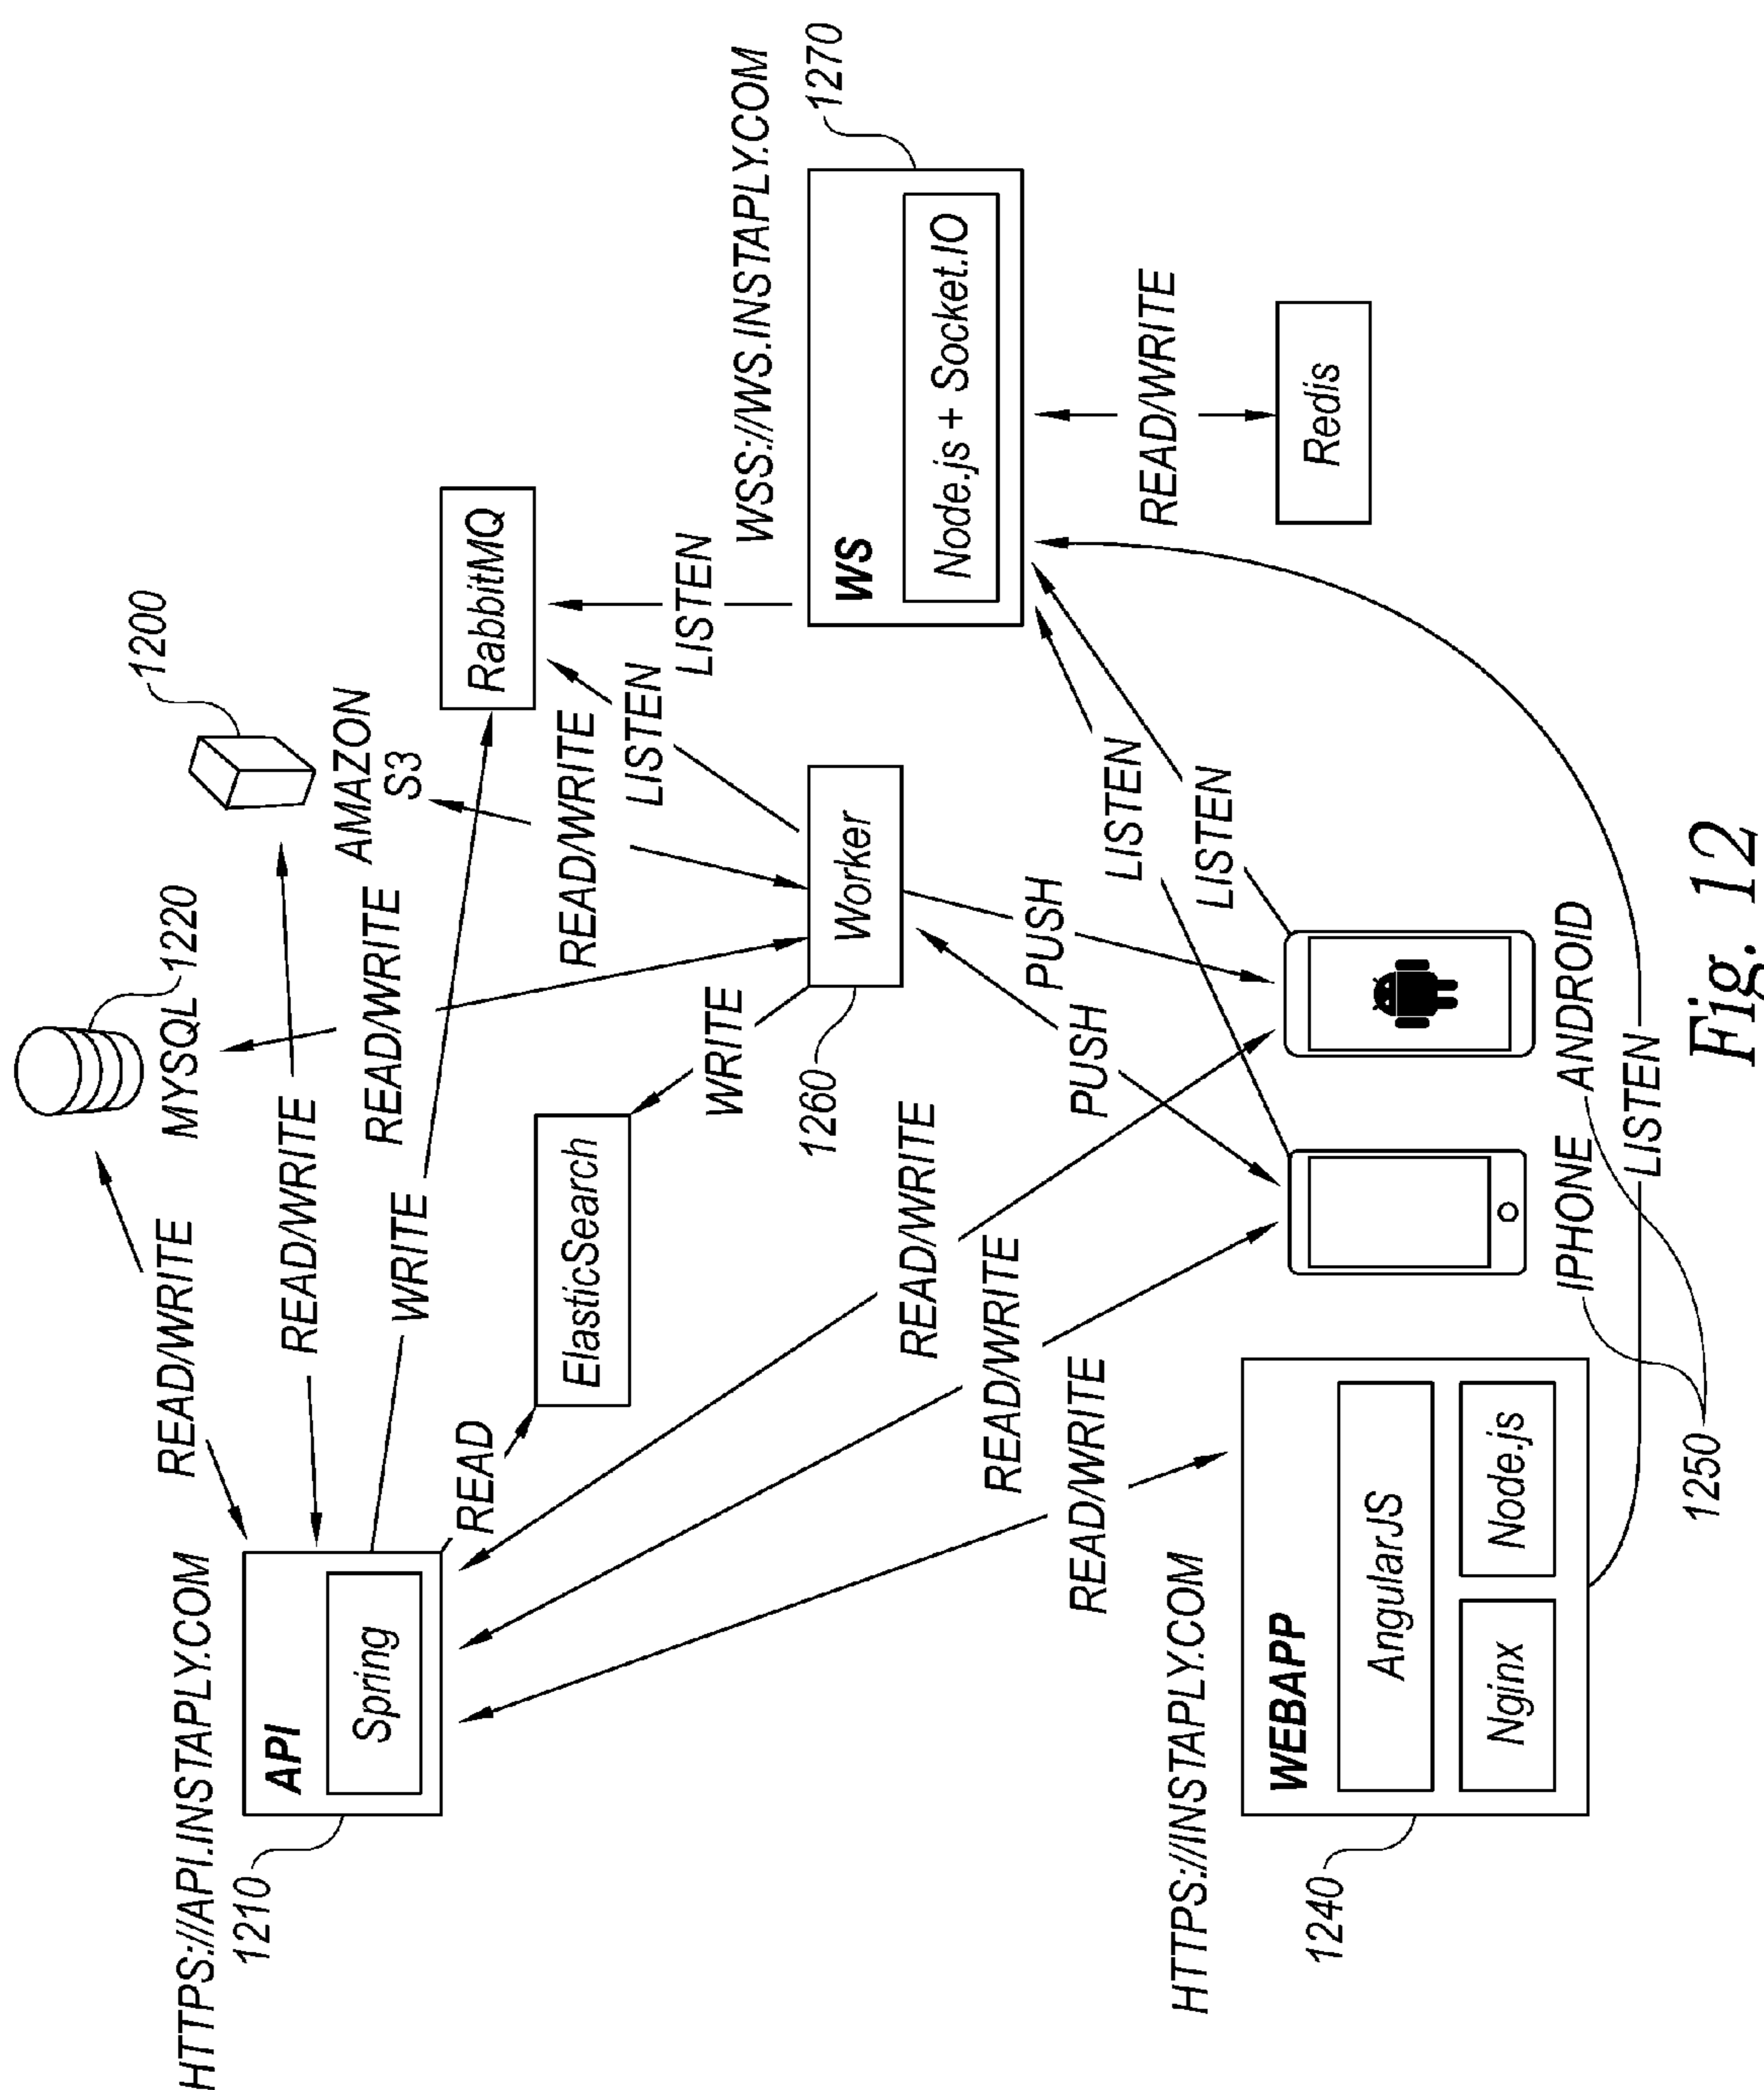 MYSQL
1220
1200
AMAZON
S3
HTTPS://API.INSTAPLY.COM
READ/WRITE
READ/WRITE
READ/WRITE
WRITE
1210
API
Spring
READ
ElasticSearch
READ/WRITE
LISTEN
LISTEN
RabbitMQ
WRITE
Worker
1260
WSS://WS.INSTAPLY.COM
1270
WS
Node.js + Socket.IO
READ/WRITE
READ/WRITE
READ/WRITE
PUSH
PUSH
LISTEN
LISTEN
READ/WRITE
Redis
HTTPS://INSTAPLY.COM
1240
WEBAPP
AngularJS
Nginx
Node.js
IPHONE
ANDROID
LISTEN
1250
Fig. 12